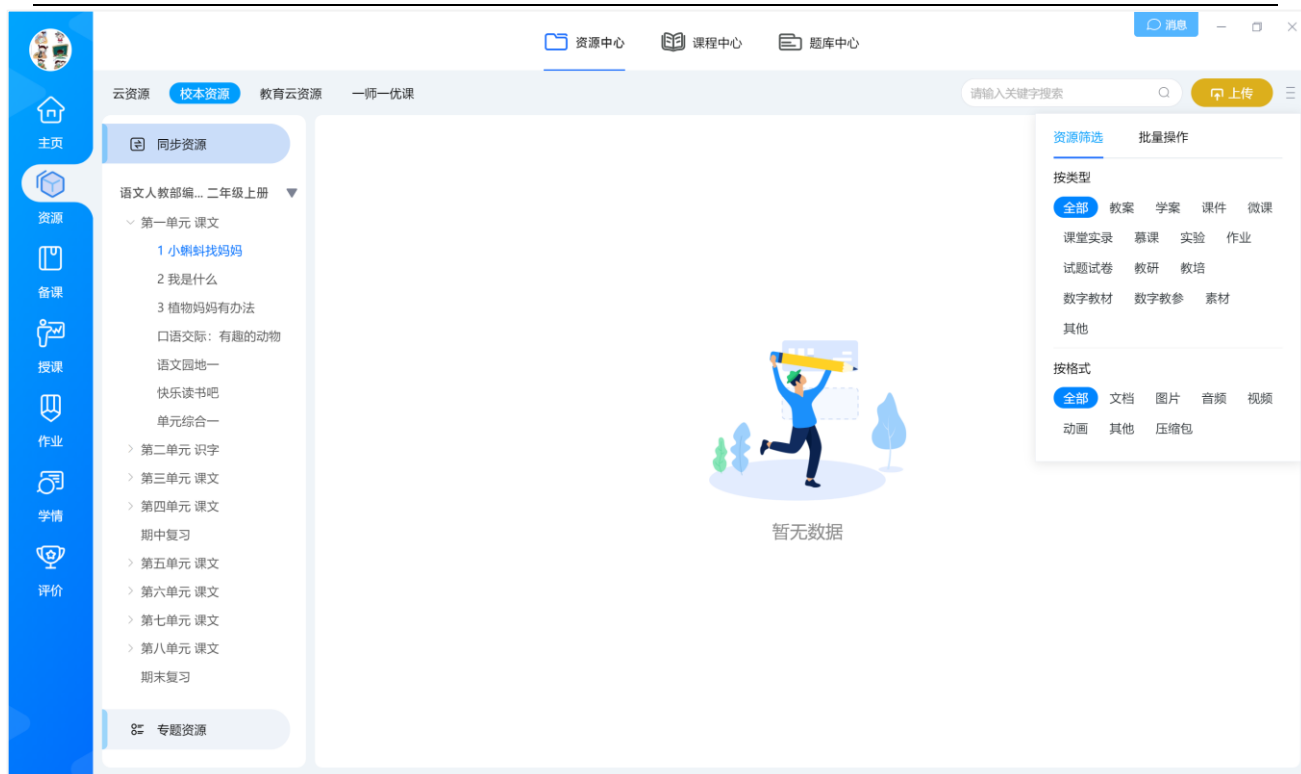 消息
资源中心 课程中心 题库中心
云资源 校本资源 教育云资源 一师一优课
请输入关键字搜索 上传
主页
资源
备课
授课
作业
学情
评价
同步资源
语文人教部编... 二年级上册
第一单元 课文
1 小蝌蚪找妈妈
2 我是什么
3 植物妈妈有办法
口语交际：有趣的动物
语文园地一
快乐读书吧
单元综合一
第二单元 识字
第三单元 课文
第四单元 课文
期中复习
第五单元 课文
第六单元 课文
第七单元 课文
第八单元 课文
期末复习
专题资源
暂无数据
资源筛选 批量操作
按类型
全部 教案 学案 课件 微课
课堂实录 慕课 实验 作业
试题试卷 教研 教培
数字教材 数字教参 素材
其他
按格式
全部 文档 图片 音频 视频
动画 其他 压缩包